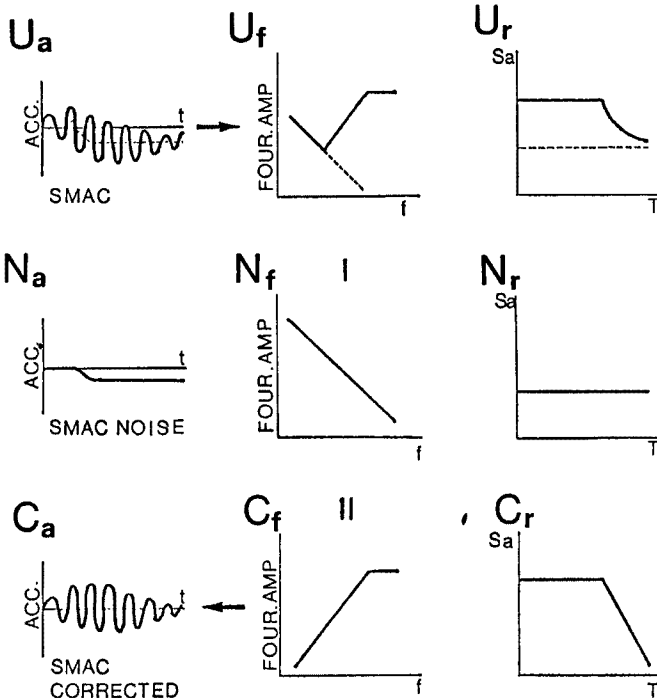 Ua Uf Ur
ACC. t FOUR. AMP f Sa T
SMAC
Na Nf I Nr
ACC. t FOUR. AMP f Sa T
SMAC NOISE
Ca Cf II Cr
ACC. t FOUR. AMP f Sa T
SMAC
CORRECTED